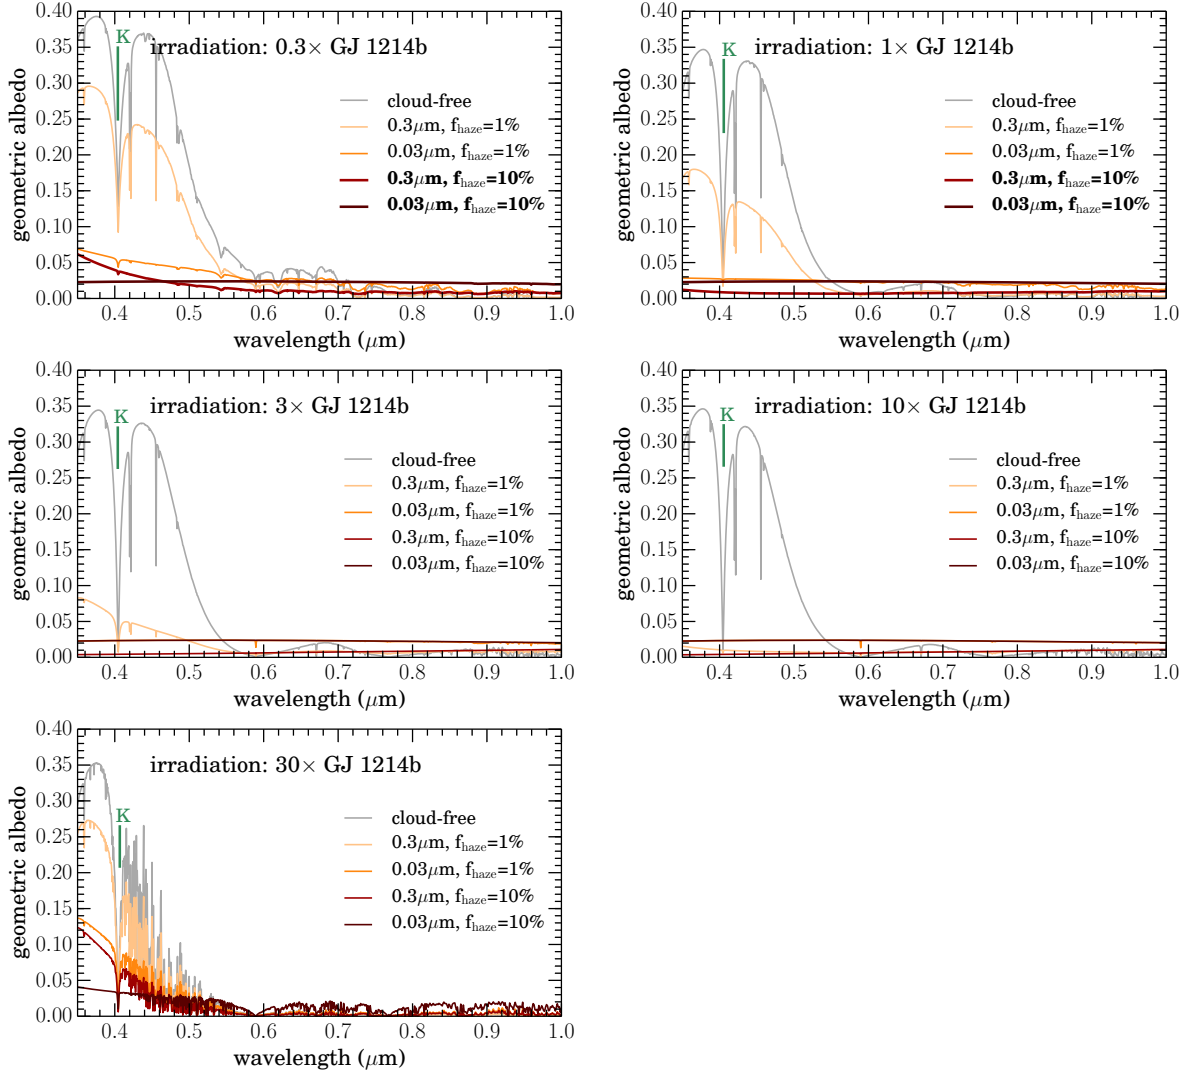 irradiation: 0.3× GJ 1214b
K
cloud-free
0.3μm, f_haze=1%
0.03μm, f_haze=1%
0.3μm, f_haze=10%
0.03μm, f_haze=10%
geometric albedo
0.40
0.35
0.30
0.25
0.20
0.15
0.10
0.05
0.00
0.4 0.5 0.6 0.7 0.8 0.9 1.0
wavelength (μm)
irradiation: 1× GJ 1214b
K
cloud-free
0.3μm, f_haze=1%
0.03μm, f_haze=1%
0.3μm, f_haze=10%
0.03μm, f_haze=10%
geometric albedo
0.40
0.35
0.30
0.25
0.20
0.15
0.10
0.05
0.00
0.4 0.5 0.6 0.7 0.8 0.9 1.0
wavelength (μm)
irradiation: 3× GJ 1214b
K
cloud-free
0.3μm, f_haze=1%
0.03μm, f_haze=1%
0.3μm, f_haze=10%
0.03μm, f_haze=10%
geometric albedo
0.40
0.35
0.30
0.25
0.20
0.15
0.10
0.05
0.00
0.4 0.5 0.6 0.7 0.8 0.9 1.0
wavelength (μm)
irradiation: 10× GJ 1214b
K
cloud-free
0.3μm, f_haze=1%
0.03μm, f_haze=1%
0.3μm, f_haze=10%
0.03μm, f_haze=10%
geometric albedo
0.40
0.35
0.30
0.25
0.20
0.15
0.10
0.05
0.00
0.4 0.5 0.6 0.7 0.8 0.9 1.0
wavelength (μm)
irradiation: 30× GJ 1214b
K
cloud-free
0.3μm, f_haze=1%
0.03μm, f_haze=1%
0.3μm, f_haze=10%
0.03μm, f_haze=10%
geometric albedo
0.40
0.35
0.30
0.25
0.20
0.15
0.10
0.05
0.00
0.4 0.5 0.6 0.7 0.8 0.9 1.0
wavelength (μm)